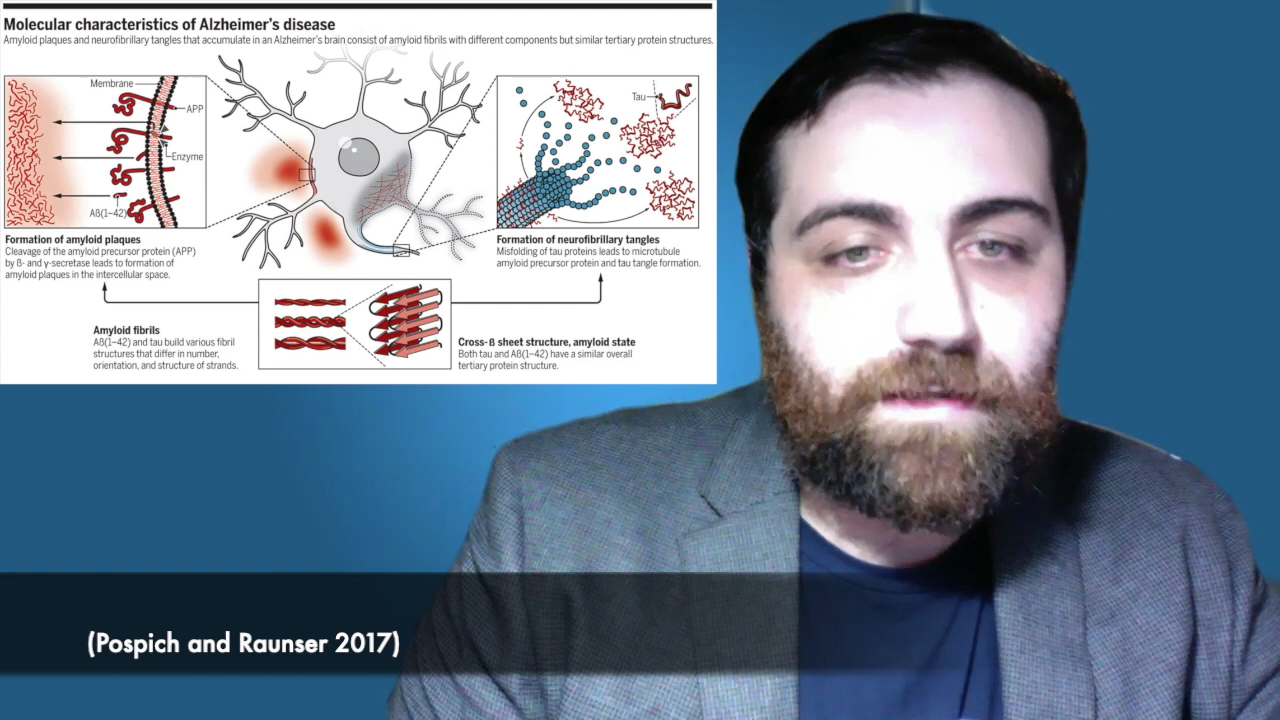 Molecular characteristics of Alzheimer's disease
Amyloid plaques and neurofibrillary tangles that accumulate in an Alzheimer's brain consist of amyloid fibrils with different components but similar tertiary protein structures.
Membrane
APP
Enzyme
Aß(1–42)
Tau
Formation of amyloid plaques
Cleavage of the amyloid precursor protein (APP)
by ß- and γ-secretase leads to formation of
amyloid plaques in the intercellular space.
Formation of neurofibrillary tangles
Misfolding of tau proteins leads to microtubule
amyloid precursor protein and tau tangle formation.
Amyloid fibrils
Aß(1–42) and tau build various fibril
structures that differ in number,
orientation, and structure of strands.
Cross-ß sheet structure, amyloid state
Both tau and Aß(1–42) have a similar overall
tertiary protein structure.
(Pospich and Raunser 2017)